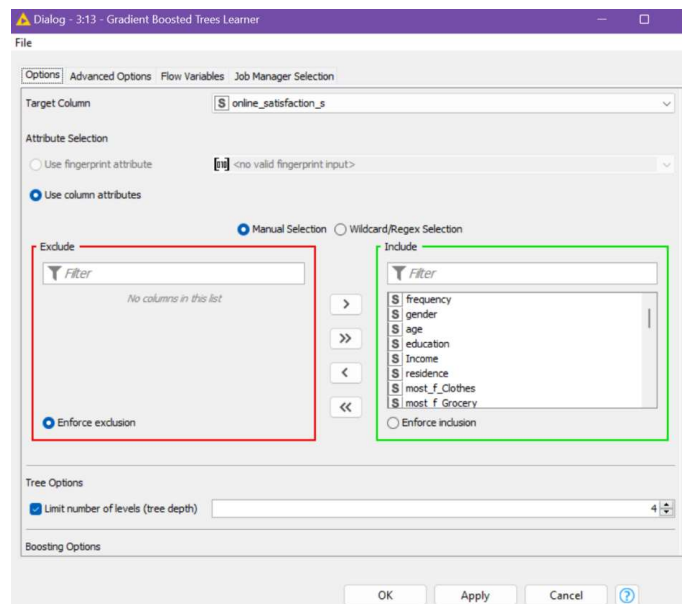 Dialog - 3:13 - Gradient Boosted Trees Learner
File
Options Advanced Options Flow Variables Job Manager Selection
Target Column S online_satisfaction_s
Attribute Selection
Use fingerprint attribute <no valid fingerprint input>
Use column attributes
Manual Selection Wildcard/Regex Selection
Exclude
Filter
No columns in this list
Enforce exclusion
>
»
<
«
Include
Filter
S frequency
S gender
S age
S education
S Income
S residence
S most_f_Clothes
S most_f_Grocery
Enforce inclusion
Tree Options
Limit number of levels (tree depth) 4
Boosting Options
OK Apply Cancel ?